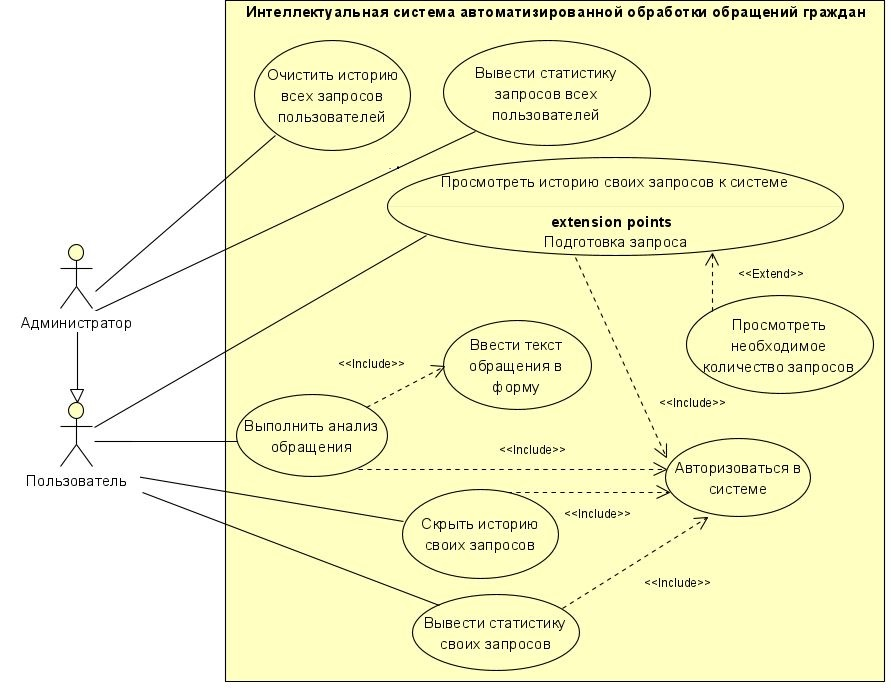 Интеллектуальная система автоматизированной обработки обращений граждан
Очистить историю
всех запросов
пользователей
Вывести статистику
запросов всех
пользователей
Просмотреть историю своих запросов к системе
extension points
Подготовка запроса
<<Extend>>
Администратор
Просмотреть
необходимое
количество запросов
Ввести текст
обращения в
форму
<<Include>>
<<Include>>
Выполнить анализ
обращения
<<Include>>
Авторизоваться в
системе
Пользователь
<<Include>>
Скрыть историю
своих запросов
<<Include>>
Вывести статистику
своих запросов